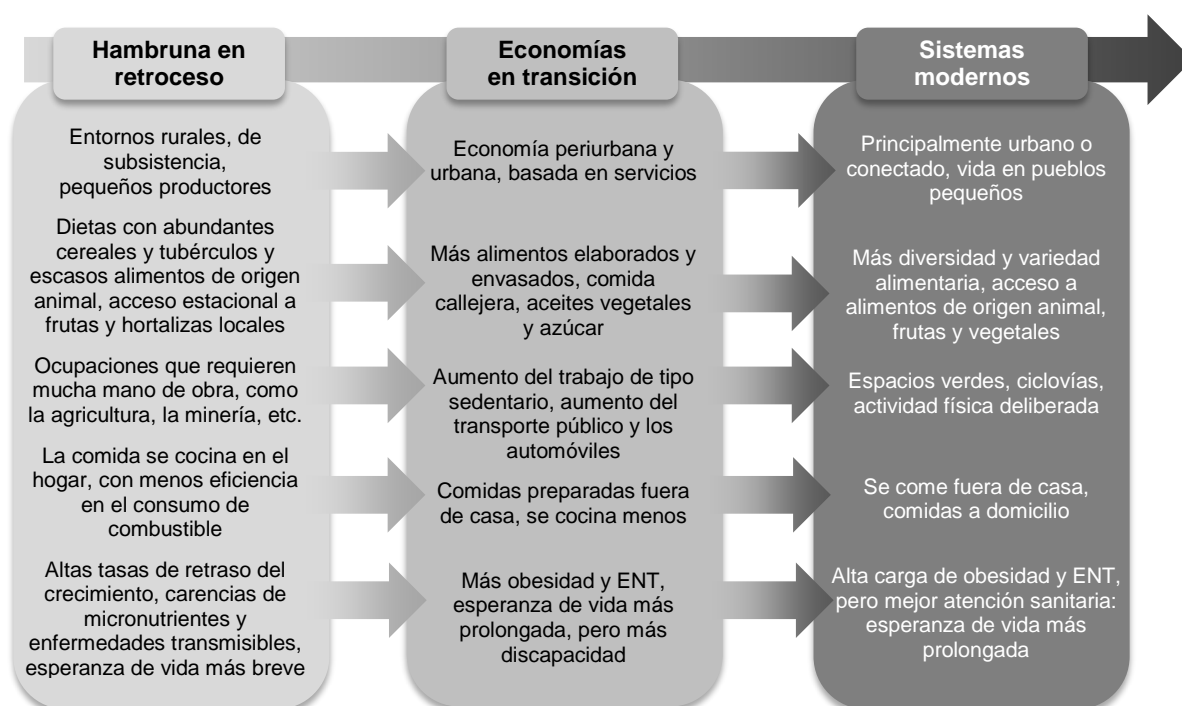 Hambruna en
retroceso
Entornos rurales, de
subsistencia,
pequeños productores
Dietas con abundantes
cereales y tubérculos y
escasos alimentos de origen
animal, acceso estacional a
frutas y hortalizas locales
Ocupaciones que requieren
mucha mano de obra, como
la agricultura, la minería, etc.
La comida se cocina en el
hogar, con menos eficiencia
en el consumo de
combustible
Altas tasas de retraso del
crecimiento, carencias de
micronutrientes y
enfermedades transmisibles,
esperanza de vida más breve
Economías
en transición
Economía periurbana y
urbana, basada en servicios
Más alimentos elaborados y
envasados, comida
callejera, aceites vegetales
y azúcar
Aumento del trabajo de tipo
sedentario, aumento del
transporte público y los
automóviles
Comidas preparadas fuera
de casa, se cocina menos
Más obesidad y ENT,
esperanza de vida más
prolongada, pero más
discapacidad
Sistemas
modernos
Principalmente urbano o
conectado, vida en pueblos
pequeños
Más diversidad y variedad
alimentaria, acceso a
alimentos de origen animal,
frutas y vegetales
Espacios verdes, ciclovías,
actividad física deliberada
Se come fuera de casa,
comidas a domicilio
Alta carga de obesidad y ENT,
pero mejor atención sanitaria:
esperanza de vida más
prolongada